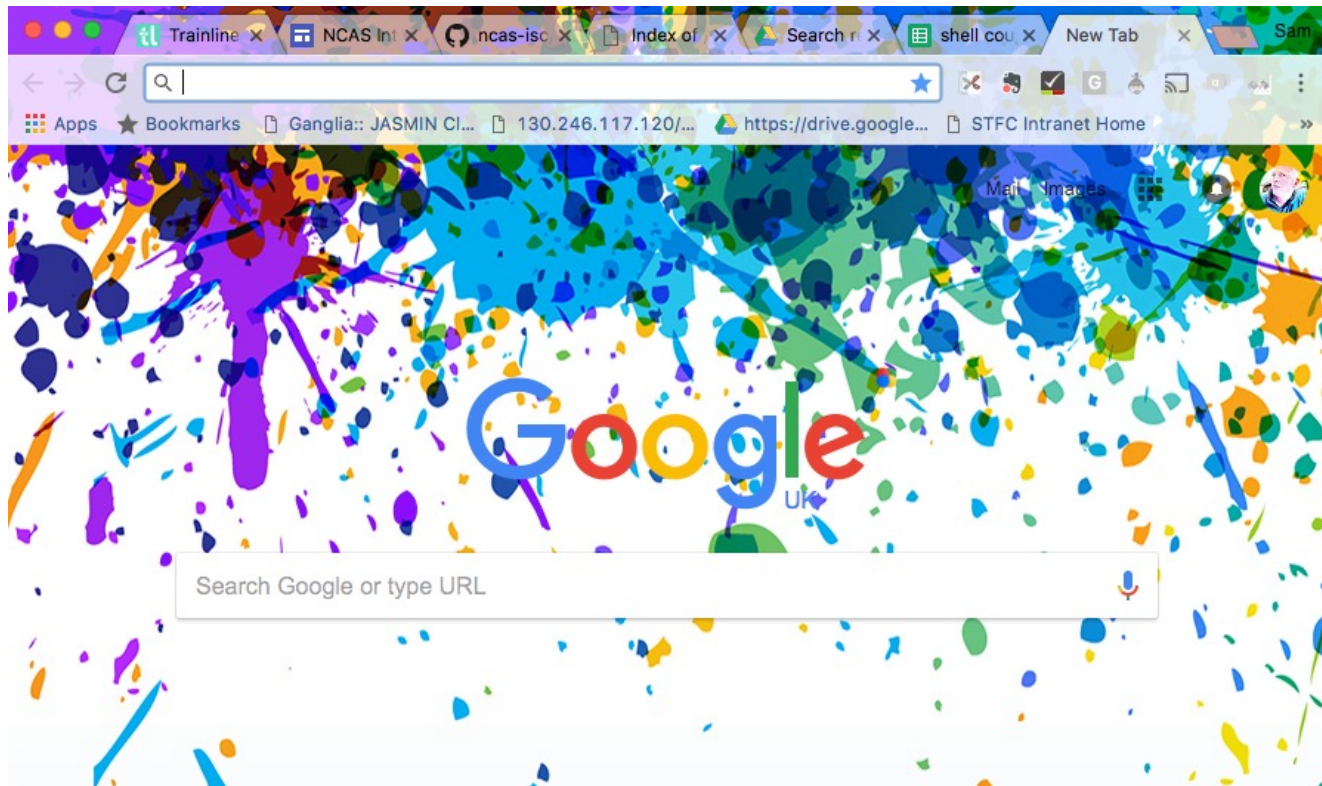 Trainline NCAS Int ncas-isc Index of / Search re shell cou New Tab Sam
Apps Bookmarks Ganglia:: JASMIN Cl... 130.246.117.120/... https://drive.google... STFC Intranet Home »
Mail Images
Google
UK
Search Google or type URL